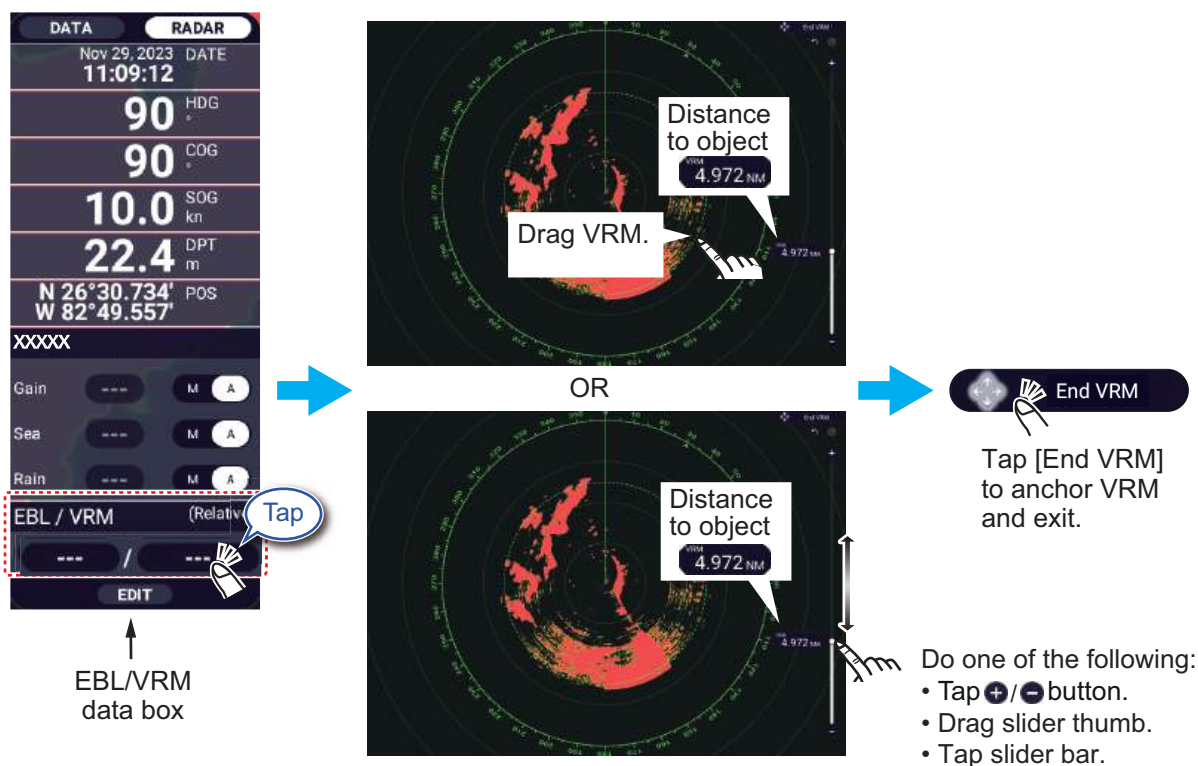 DATA
RADAR
Nov 29, 2023 DATE
11:09:12
90 HDG
°
90 COG
°
10.0 SOG
kn
22.4 DPT
m
N 26°30.734' POS
W 82°49.557'
XXXXX
Gain --- M A
Sea --- M A
Rain --- M A
EBL / VRM (Relative
--- / ---
EDIT
Tap
EBL/VRM
data box
End VRM
+
Distance
to object
VRM
4.972 NM
Drag VRM.
4.972 NM
-
OR
End VRM
+
Distance
to object
VRM
4.972 NM
4.972 NM
-
End VRM
Tap [End VRM]
to anchor VRM
and exit.
Do one of the following:
• Tap +/- button.
• Drag slider thumb.
• Tap slider bar.